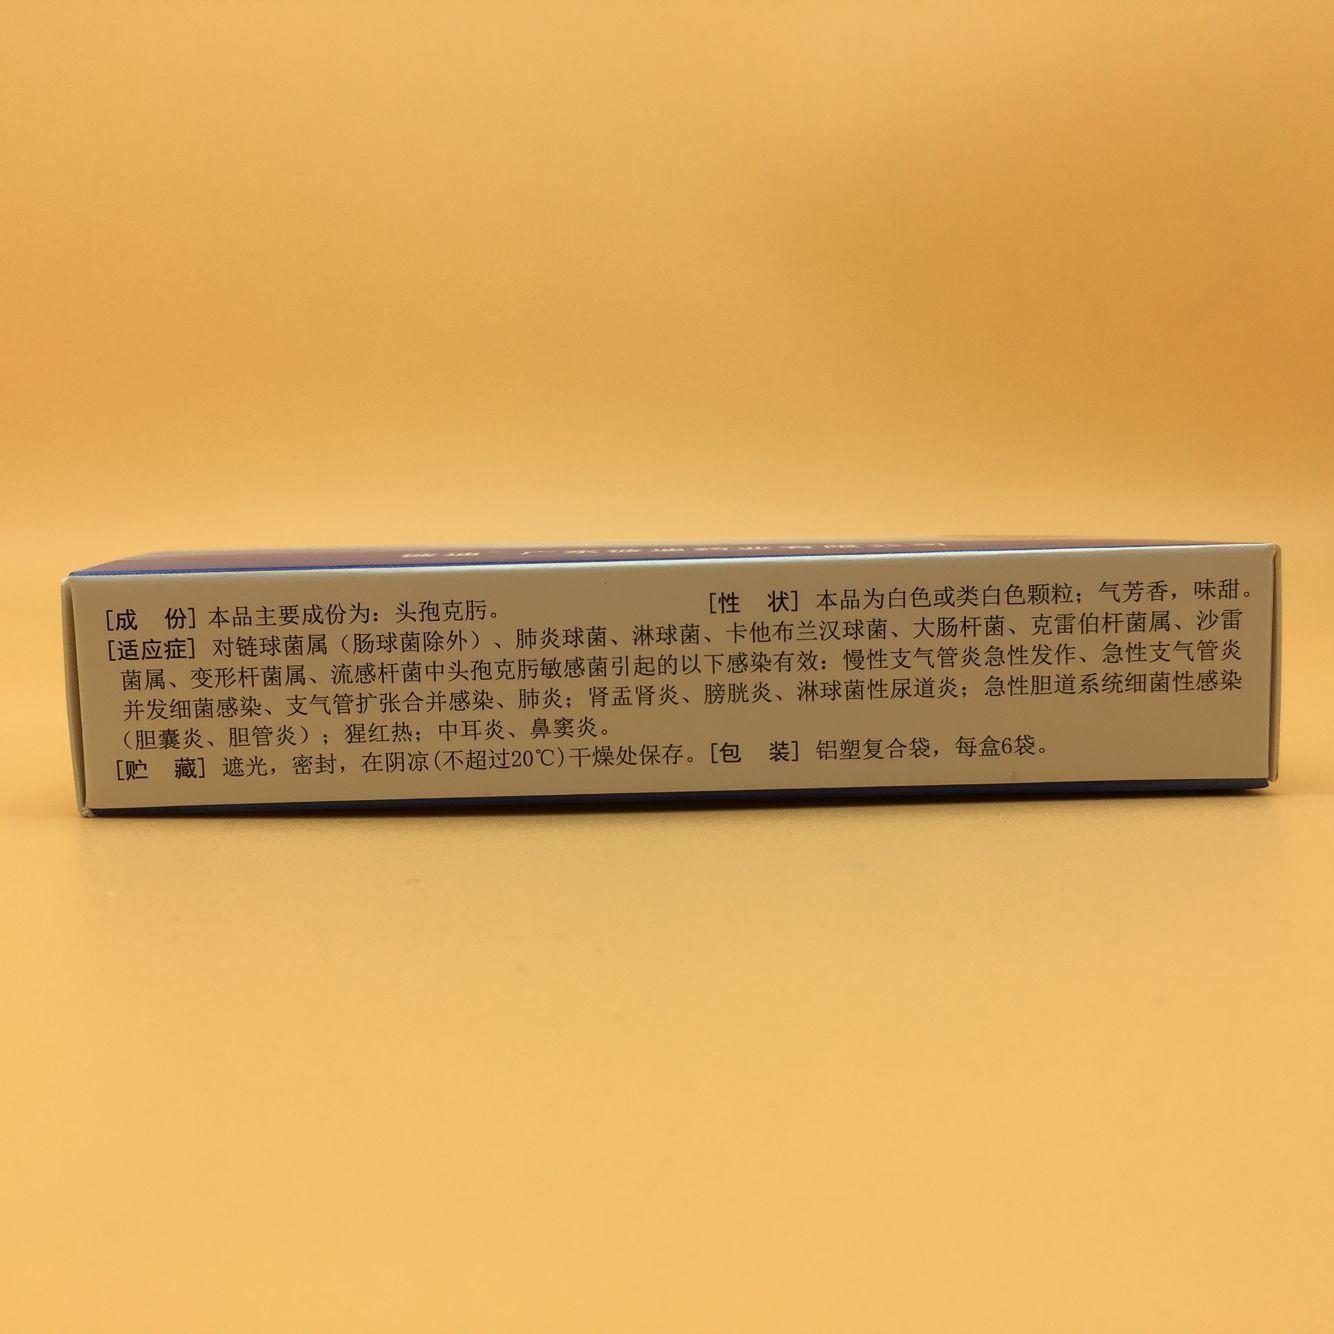 [成　份] 本品主要成份为：头孢克肟。 [性　状] 本品为白色或类白色颗粒；气芳香，味甜。
[适应症] 对链球菌属（肠球菌除外）、肺炎球菌、淋球菌、卡他布兰汉球菌、大肠杆菌、克雷伯杆菌属、沙雷
菌属、变形杆菌属、流感杆菌中头孢克肟敏感菌引起的以下感染有效：慢性支气管炎急性发作、急性支气管炎
并发细菌感染、支气管扩张合并感染、肺炎；肾盂肾炎、膀胱炎、淋球菌性尿道炎；急性胆道系统细菌性感染
（胆囊炎、胆管炎）；猩红热；中耳炎、鼻窦炎。
[贮　藏] 遮光，密封，在阴凉(不超过20℃)干燥处保存。 [包　装] 铝塑复合袋，每盒6袋。